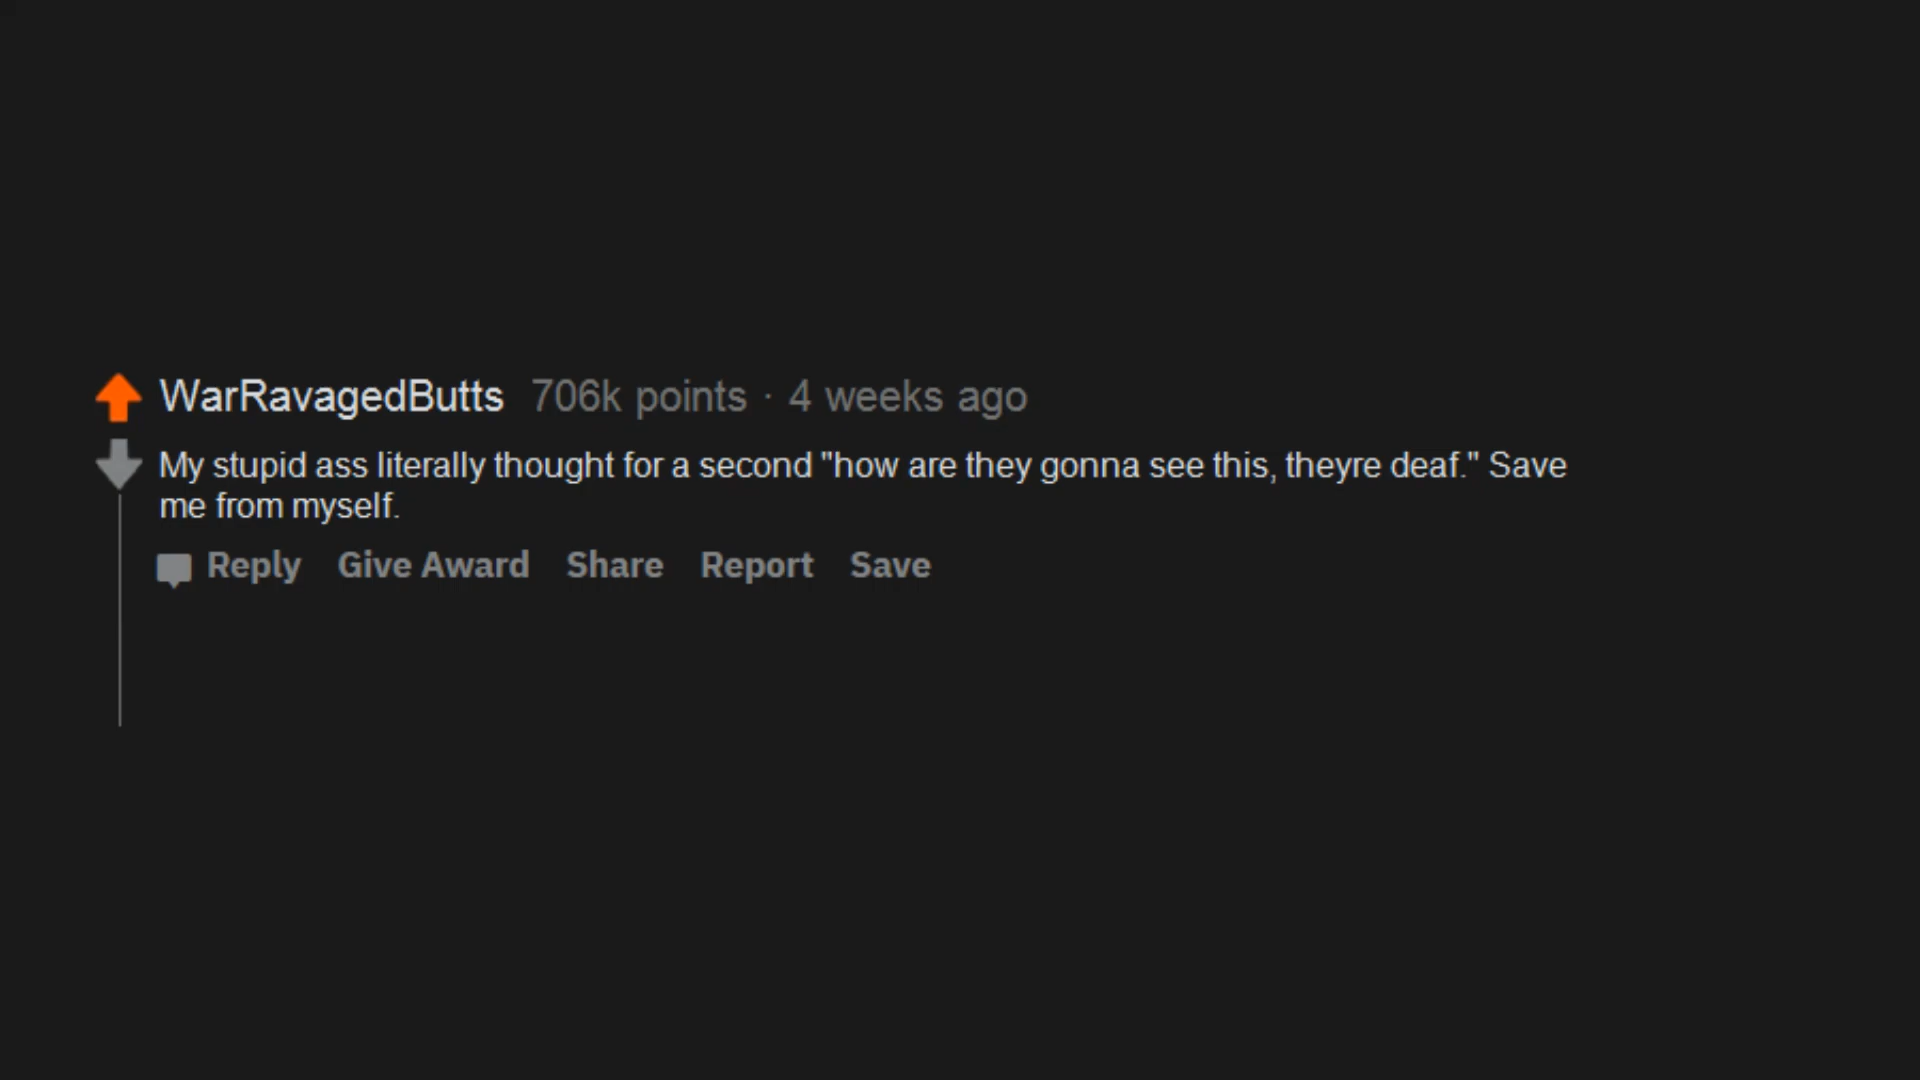 WarRavagedButts 706k points · 4 weeks ago
My stupid ass literally thought for a second "how are they gonna see this, theyre deaf." Save
me from myself.
Reply Give Award Share Report Save